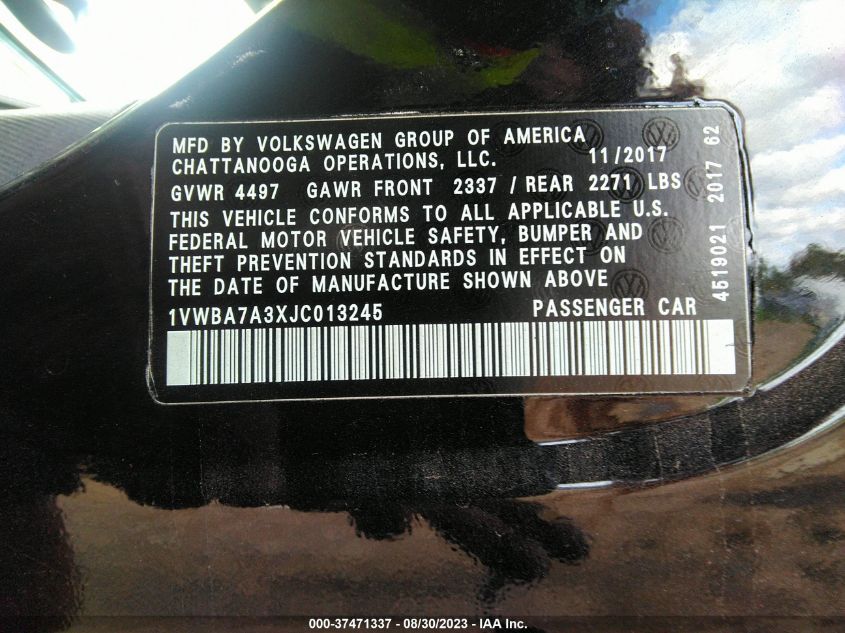 MFD BY VOLKSWAGEN GROUP OF AMERICA
CHATTANOOGA OPERATIONS, LLC. 11/2017
GVWR 4497 GAWR FRONT 2337 / REAR 2271 LBS
THIS VEHICLE CONFORMS TO ALL APPLICABLE U.S.
FEDERAL MOTOR VEHICLE SAFETY, BUMPER AND
THEFT PREVENTION STANDARDS IN EFFECT ON
THE DATE OF MANUFACTURE SHOWN ABOVE
1VWBA7A3XJC013245 PASSENGER CAR
4519021 2017 62
000-37471337 - 08/30/2023 - IAA Inc.